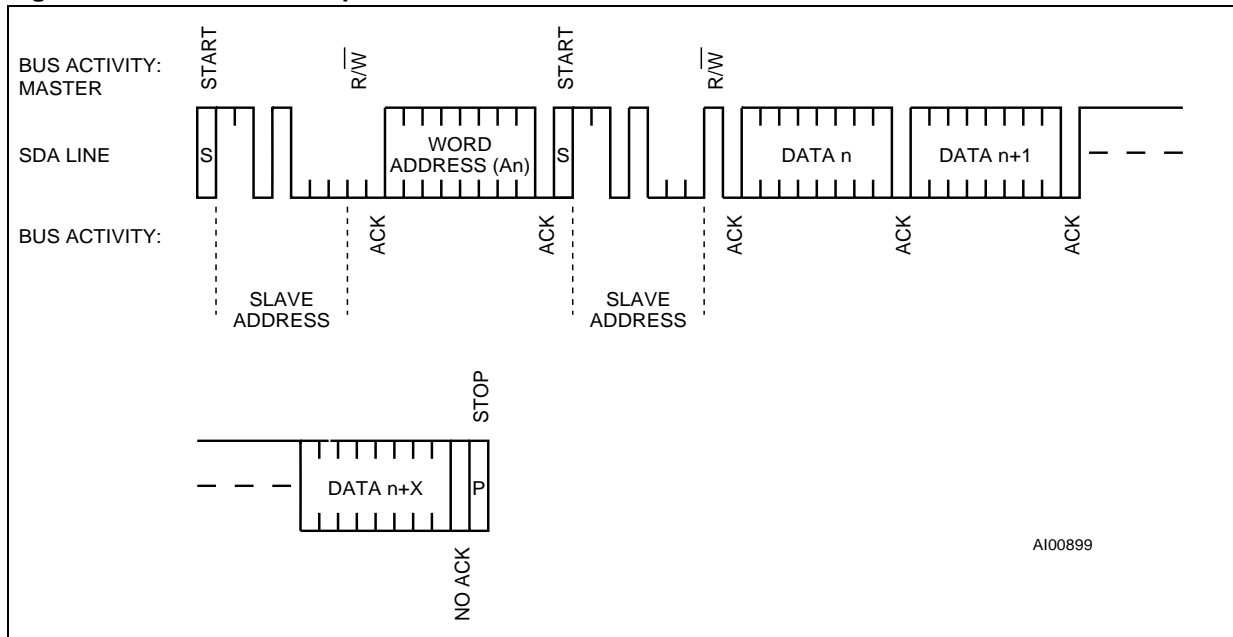 START
R/W
START
R/W
BUS ACTIVITY:
MASTER
SDA LINE
S
WORD
ADDRESS (An)
S
DATA n
DATA n+1
BUS ACTIVITY:
ACK
ACK
ACK
ACK
ACK
SLAVE
ADDRESS
SLAVE
ADDRESS
STOP
DATA n+X
P
NO ACK
AI00899